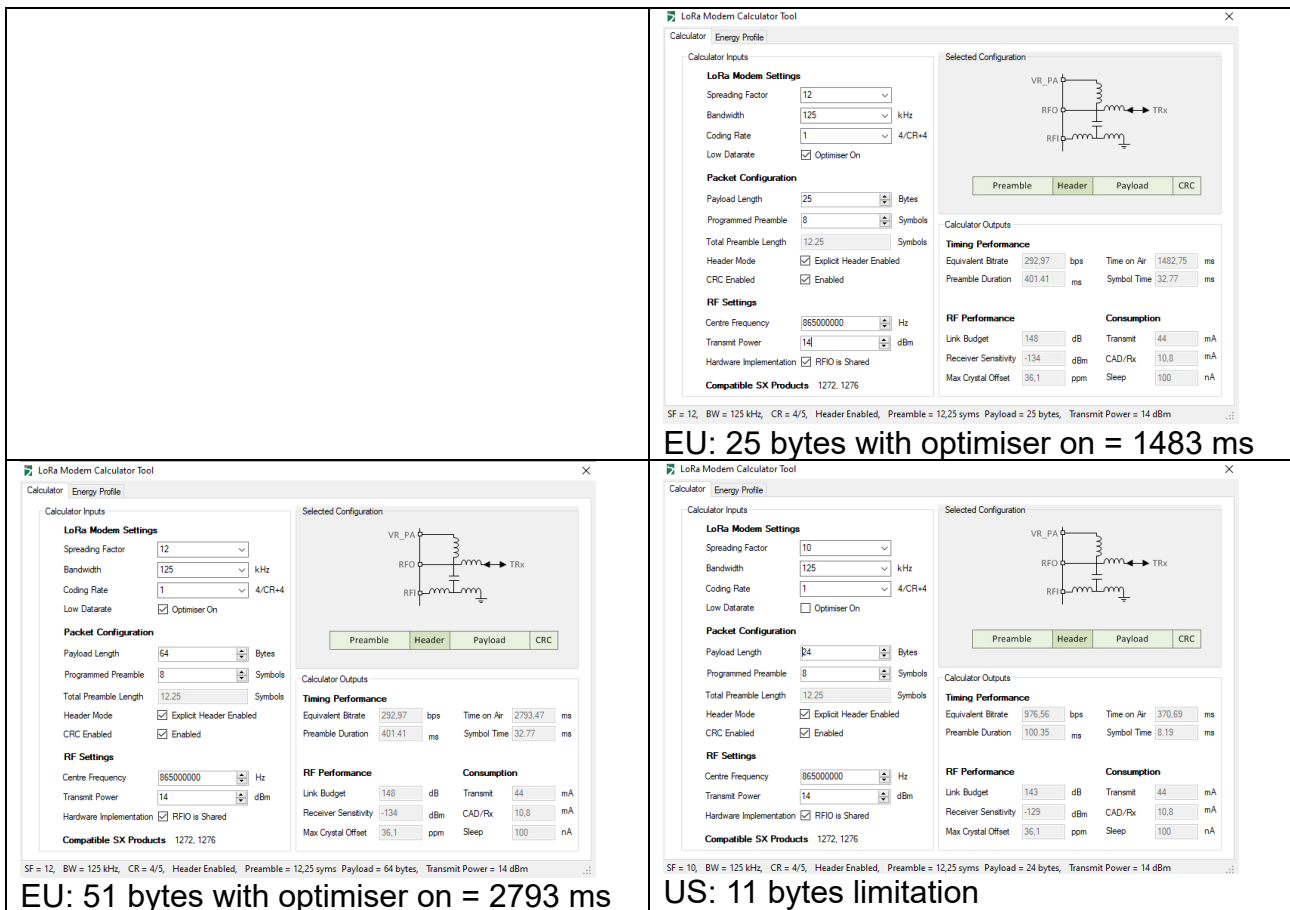 LoRa Modem Calculator Tool
Calculator Energy Profile
Calculator Inputs
LoRa Modem Settings
Spreading Factor 12
Bandwidth 125 kHz
Coding Rate 1 4/CR+4
Low Datarate Optimiser On
Packet Configuration
Payload Length 25 Bytes
Programmed Preamble 8 Symbols
Total Preamble Length 12.25 Symbols
Header Mode Explicit Header Enabled
CRC Enabled Enabled
RF Settings
Centre Frequency 865000000 Hz
Transmit Power 14 dBm
Hardware Implementation RFIO is Shared
Compatible SX Products 1272, 1276
Selected Configuration
VR_PA
RFO TRx
RFI
Preamble Header Payload CRC
Calculator Outputs
Timing Performance
Equivalent Bitrate 292,97 bps Time on Air 1482,75 ms
Preamble Duration 401.41 ms Symbol Time 32.77 ms
RF Performance Consumption
Link Budget 148 dB Transmit 44 mA
Receiver Sensitivity -134 dBm CAD/Rx 10,8 mA
Max Crystal Offset 36,1 ppm Sleep 100 nA
SF = 12, BW = 125 kHz, CR = 4/5, Header Enabled, Preamble = 12,25 syms Payload = 25 bytes, Transmit Power = 14 dBm
EU: 25 bytes with optimiser on = 1483 ms
LoRa Modem Calculator Tool
Calculator Energy Profile
Calculator Inputs
LoRa Modem Settings
Spreading Factor 12
Bandwidth 125 kHz
Coding Rate 1 4/CR+4
Low Datarate Optimiser On
Packet Configuration
Payload Length 64 Bytes
Programmed Preamble 8 Symbols
Total Preamble Length 12.25 Symbols
Header Mode Explicit Header Enabled
CRC Enabled Enabled
RF Settings
Centre Frequency 865000000 Hz
Transmit Power 14 dBm
Hardware Implementation RFIO is Shared
Compatible SX Products 1272, 1276
Selected Configuration
VR_PA
RFO TRx
RFI
Preamble Header Payload CRC
Calculator Outputs
Timing Performance
Equivalent Bitrate 292,97 bps Time on Air 2793,47 ms
Preamble Duration 401.41 ms Symbol Time 32.77 ms
RF Performance Consumption
Link Budget 148 dB Transmit 44 mA
Receiver Sensitivity -134 dBm CAD/Rx 10,8 mA
Max Crystal Offset 36,1 ppm Sleep 100 nA
SF = 12, BW = 125 kHz, CR = 4/5, Header Enabled, Preamble = 12,25 syms Payload = 64 bytes, Transmit Power = 14 dBm
EU: 51 bytes with optimiser on = 2793 ms
LoRa Modem Calculator Tool
Calculator Energy Profile
Calculator Inputs
LoRa Modem Settings
Spreading Factor 10
Bandwidth 125 kHz
Coding Rate 1 4/CR+4
Low Datarate Optimiser On
Packet Configuration
Payload Length 24 Bytes
Programmed Preamble 8 Symbols
Total Preamble Length 12.25 Symbols
Header Mode Explicit Header Enabled
CRC Enabled Enabled
RF Settings
Centre Frequency 865000000 Hz
Transmit Power 14 dBm
Hardware Implementation RFIO is Shared
Compatible SX Products 1272, 1276
Selected Configuration
VR_PA
RFO TRx
RFI
Preamble Header Payload CRC
Calculator Outputs
Timing Performance
Equivalent Bitrate 976,56 bps Time on Air 370,69 ms
Preamble Duration 100.35 ms Symbol Time 8.19 ms
RF Performance Consumption
Link Budget 143 dB Transmit 44 mA
Receiver Sensitivity -129 dBm CAD/Rx 10,8 mA
Max Crystal Offset 36,1 ppm Sleep 100 nA
SF = 10, BW = 125 kHz, CR = 4/5, Header Enabled, Preamble = 12,25 syms Payload = 24 bytes, Transmit Power = 14 dBm
US: 11 bytes limitation